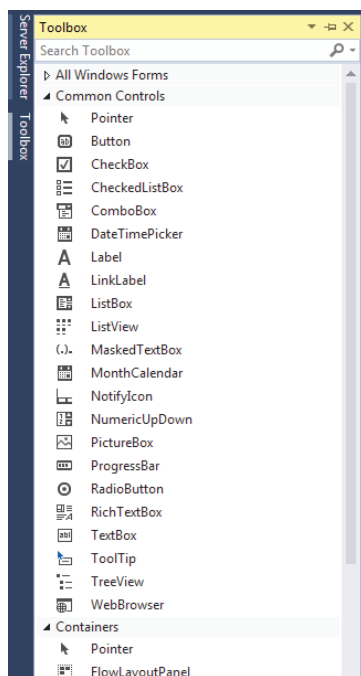 Server Explorer
Toolbox
Toolbox
Search Toolbox
All Windows Forms
Common Controls
Pointer
Button
CheckBox
CheckedListBox
ComboBox
DateTimePicker
Label
LinkLabel
ListBox
ListView
MaskedTextBox
MonthCalendar
NotifyIcon
NumericUpDown
PictureBox
ProgressBar
RadioButton
RichTextBox
TextBox
ToolTip
TreeView
WebBrowser
Containers
Pointer
FlowLayoutPanel